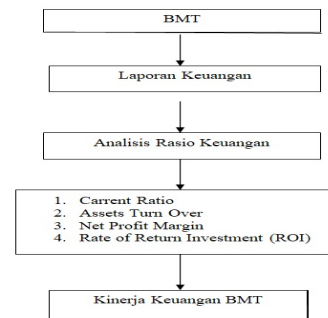 BMT
Laporan Keuangan
Analisis Rasio Keuangan
1. Carrent Ratio
2. Assets Turn Over
3. Net Profit Margin
4. Rate of Return Investment (ROI)
Kinerja Keuangan BMT